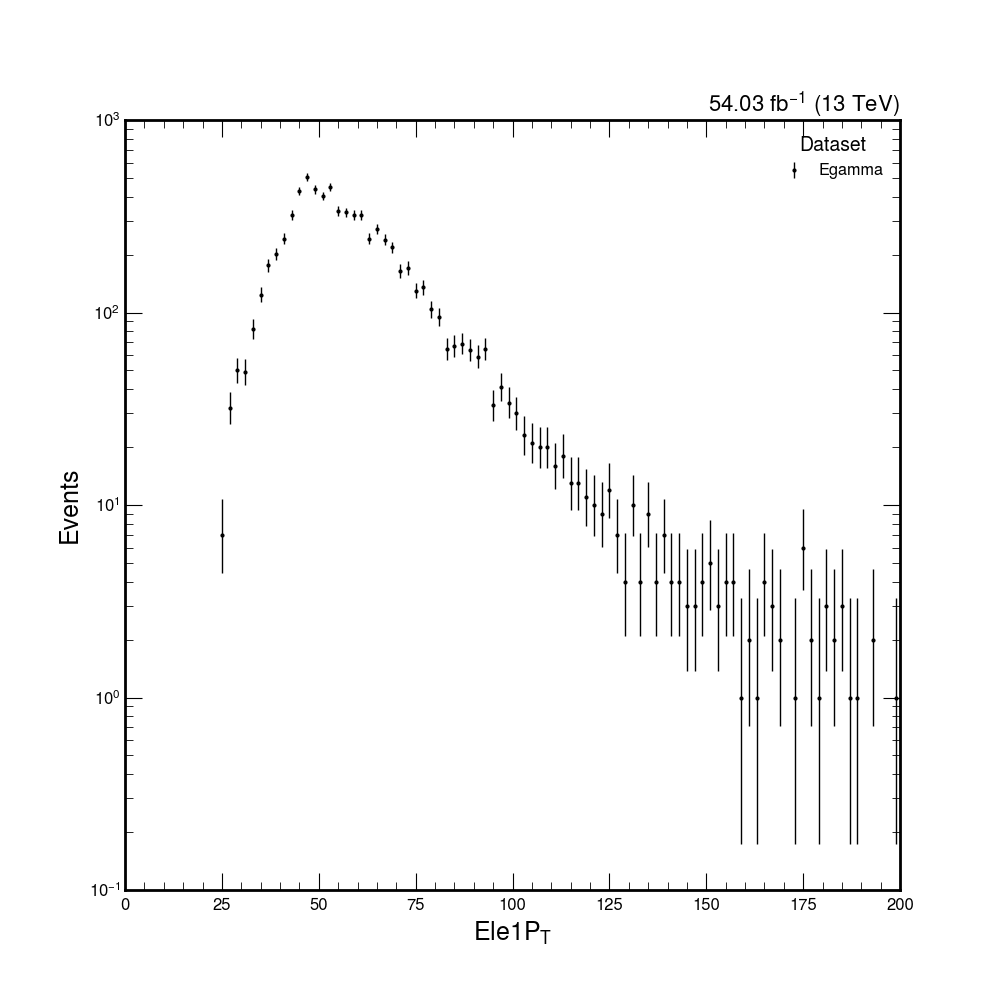 54.03 fb⁻¹ (13 TeV)
10³
Dataset
Egamma
10²
10¹
Events
10⁰
10⁻¹
0 25 50 75 100 125 150 175 200
Ele1P_T